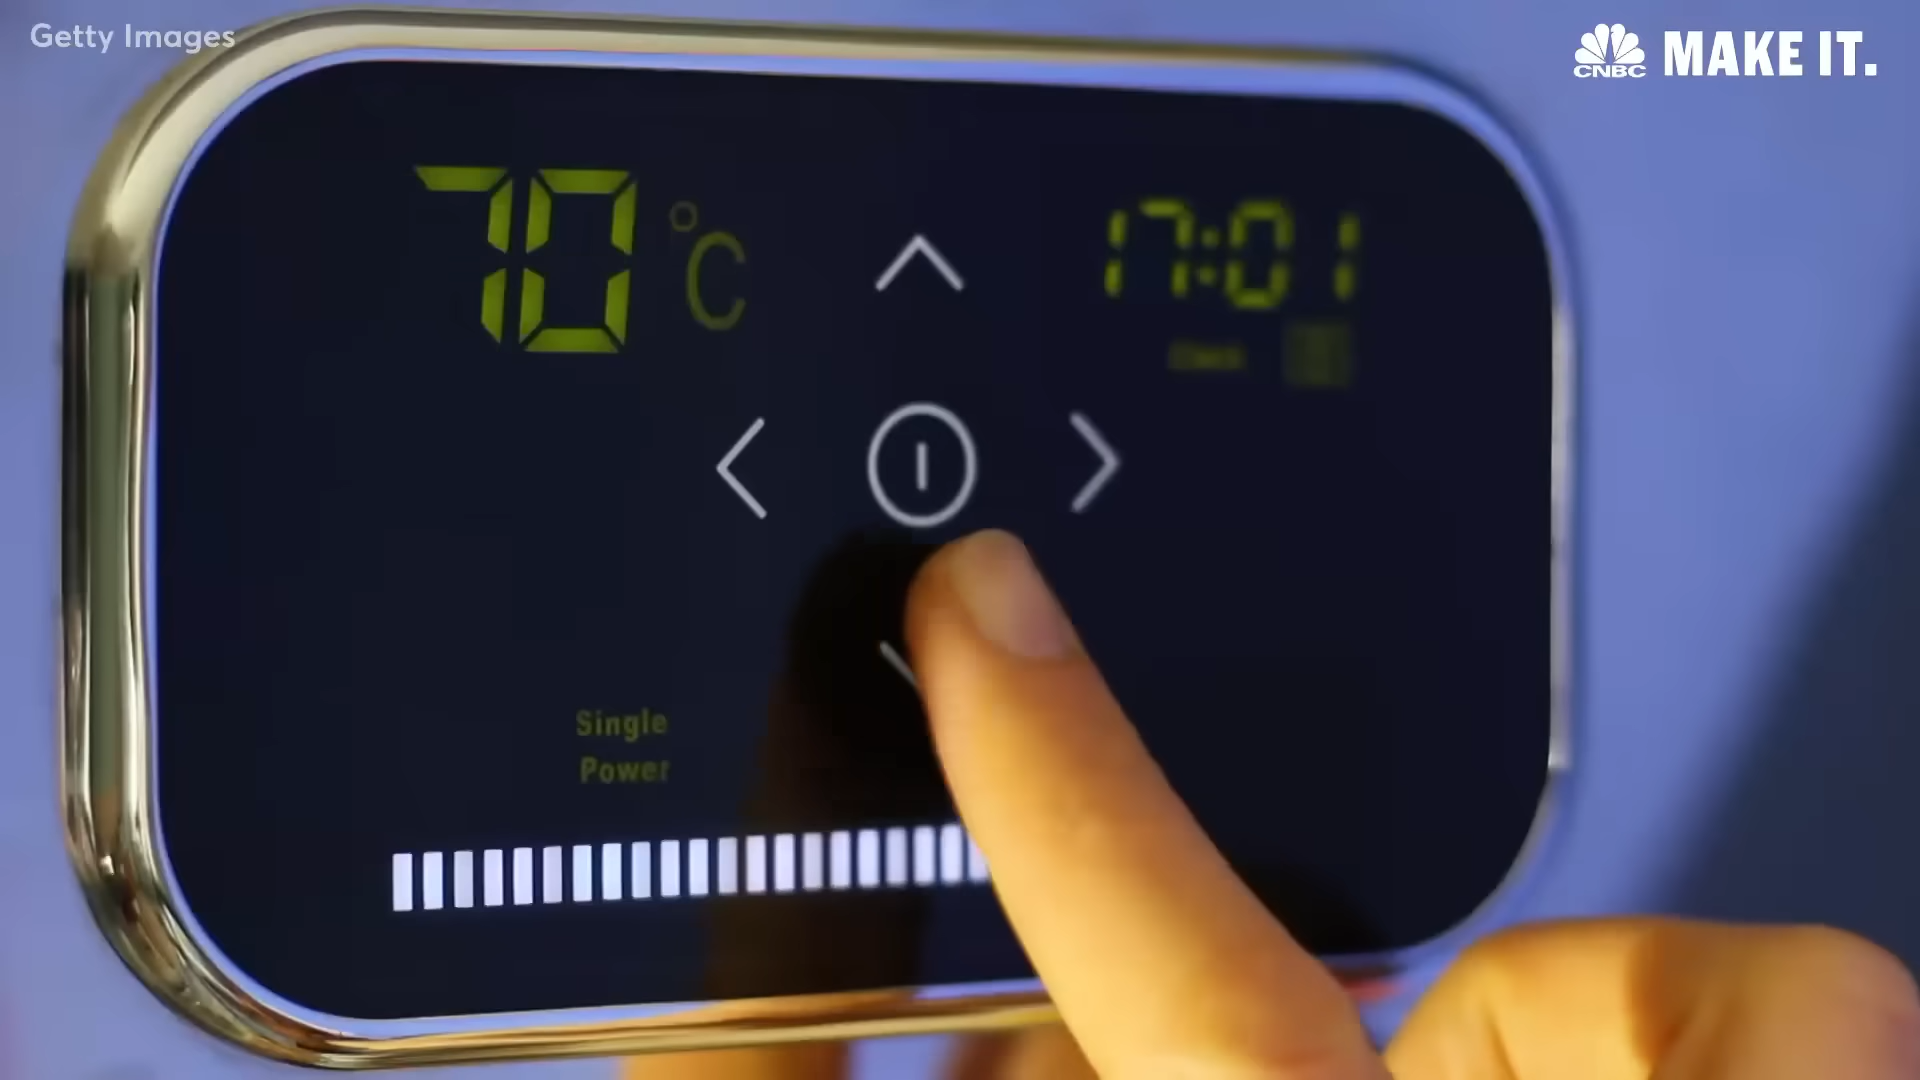 Getty Images
CNBC MAKE IT.
70 °C
17:01
Single
Power